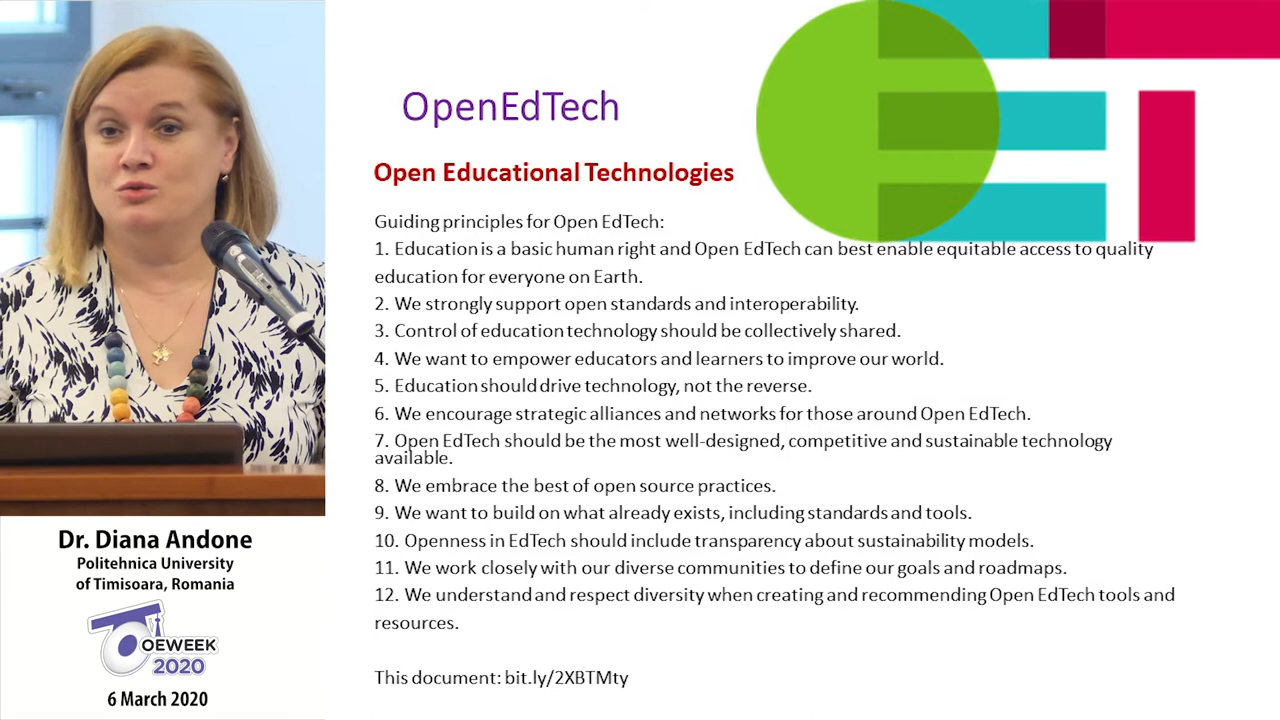 OpenEdTech
Open Educational Technologies
Guiding principles for Open EdTech:
1. Education is a basic human right and Open EdTech can best enable equitable access to quality
education for everyone on Earth.
2. We strongly support open standards and interoperability.
3. Control of education technology should be collectively shared.
4. We want to empower educators and learners to improve our world.
5. Education should drive technology, not the reverse.
6. We encourage strategic alliances and networks for those around Open EdTech.
7. Open EdTech should be the most well-designed, competitive and sustainable technology
available.
8. We embrace the best of open source practices.
9. We want to build on what already exists, including standards and tools.
10. Openness in EdTech should include transparency about sustainability models.
11. We work closely with our diverse communities to define our goals and roadmaps.
12. We understand and respect diversity when creating and recommending Open EdTech tools and
resources.
This document: bit.ly/2XBTMty
Dr. Diana Andone
Politehnica University
of Timisoara, Romania
OEWEEK
2020
6 March 2020